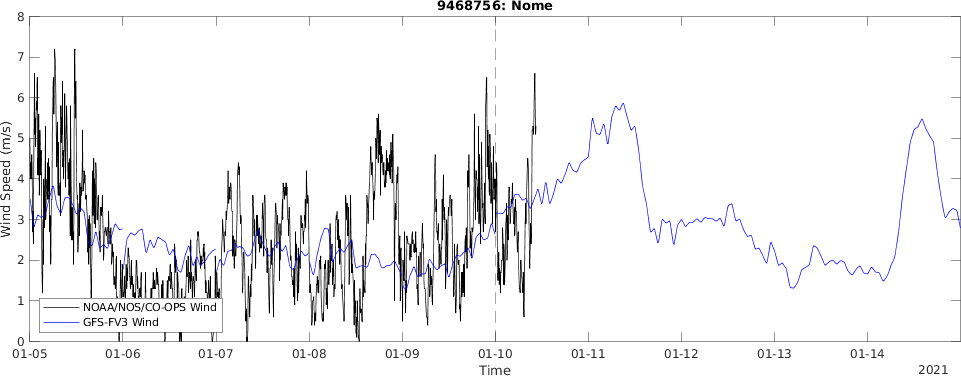 9468756: Nome
8
7
6
5
4
3
2
1
0
Wind Speed (m/s)
NOAA/NOS/CO-OPS Wind
GFS-FV3 Wind
01-05 01-06 01-07 01-08 01-09 01-10 01-11 01-12 01-13 01-14
Time
2021